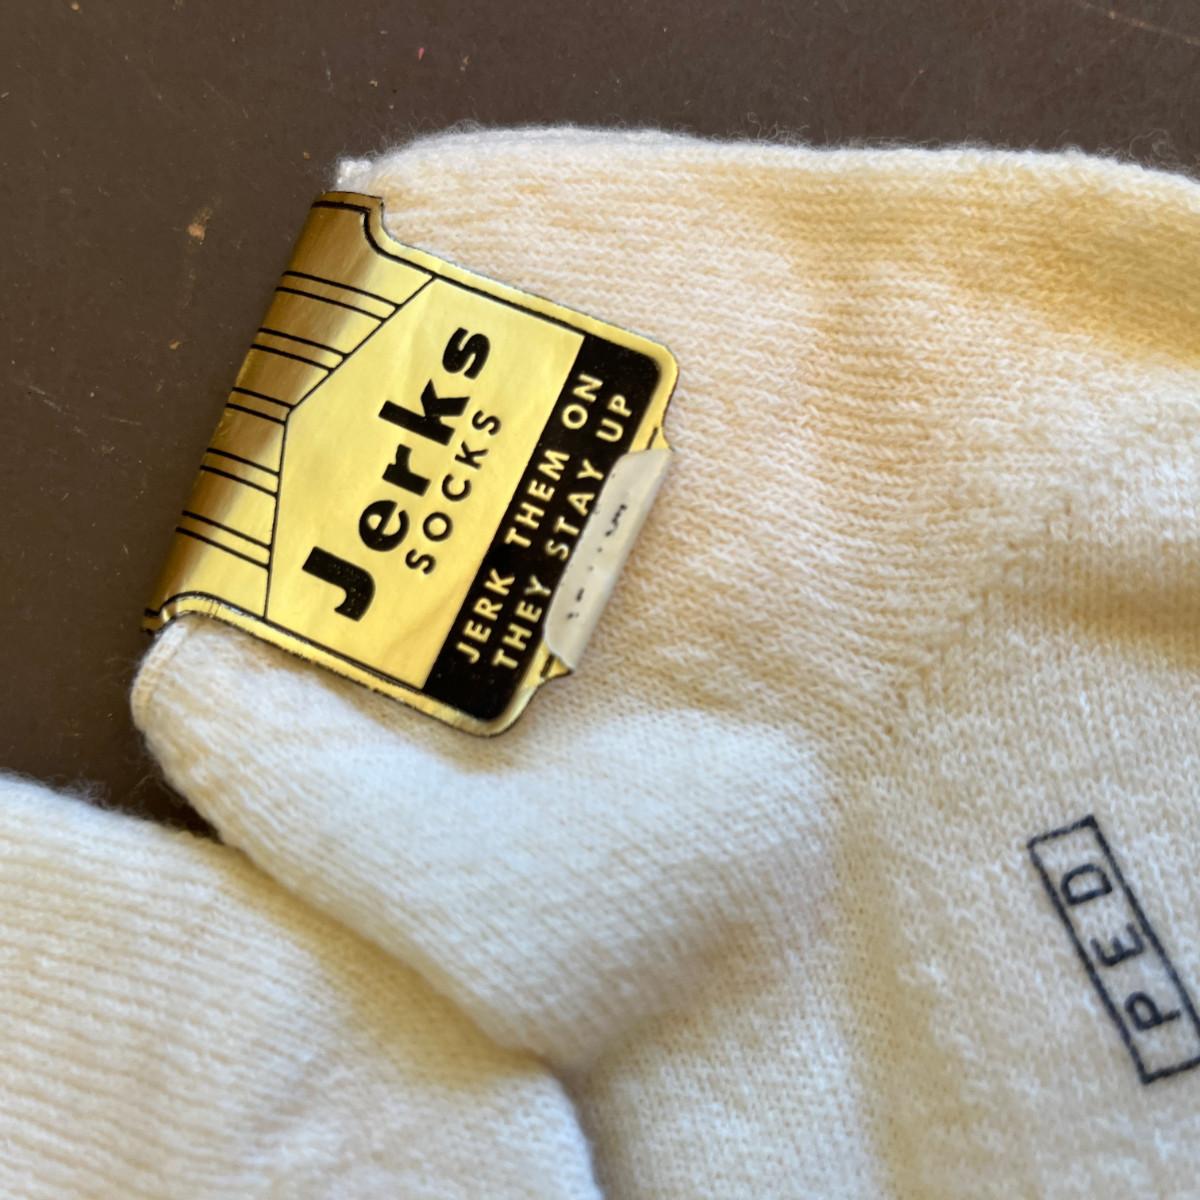 Jerks
SOCKS
JERK THEM ON
THEY STAY UP
PED